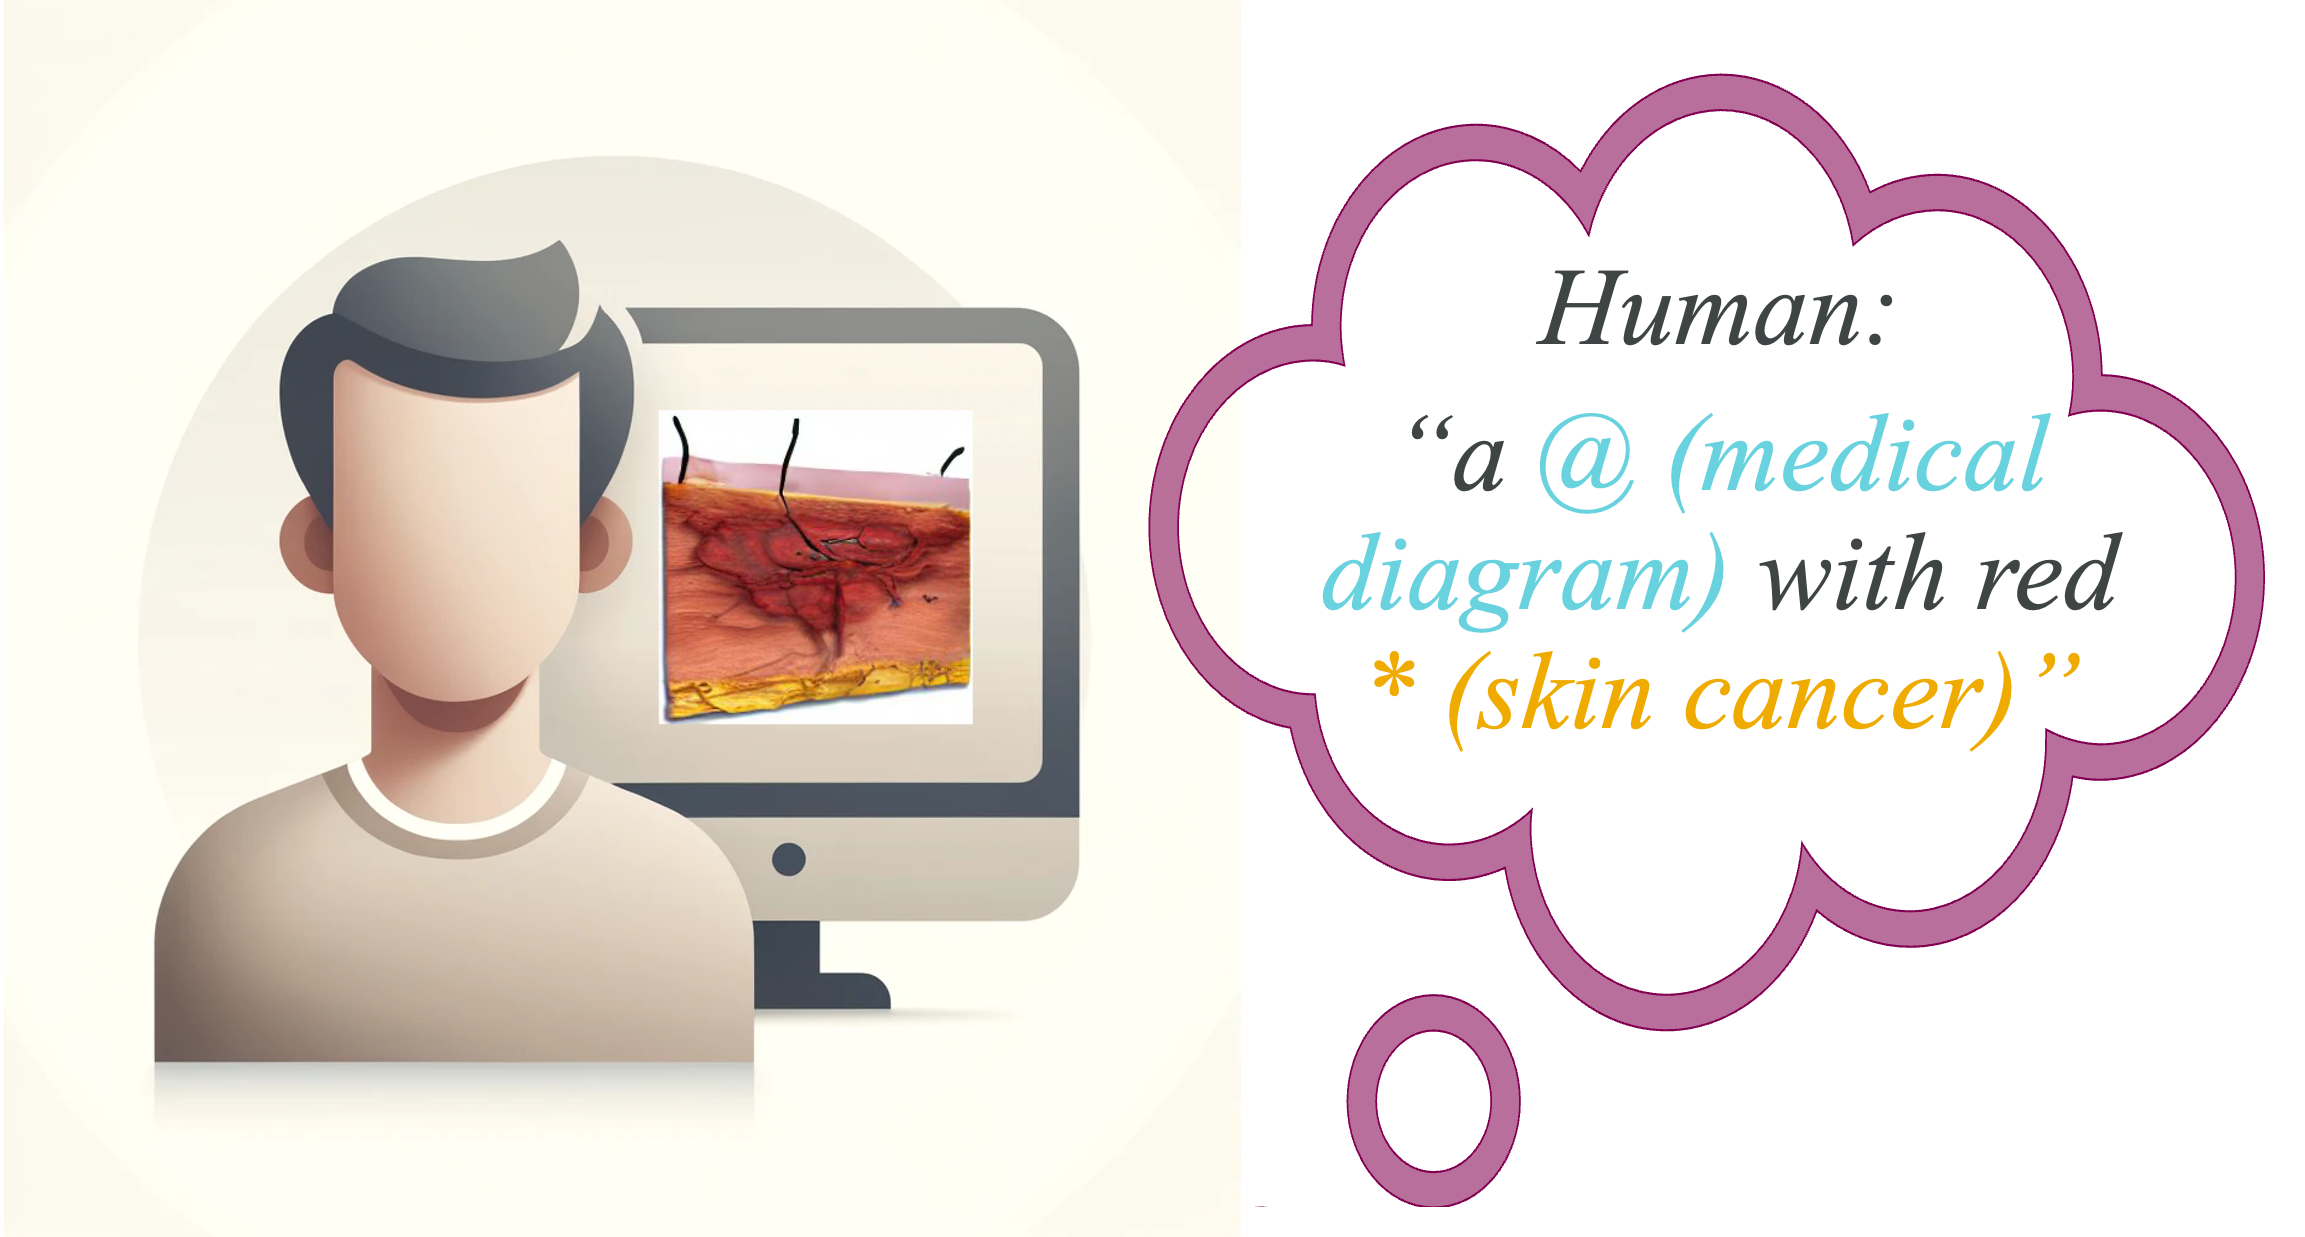 Human:
“a @ (medical
diagram) with red
* (skin cancer)”